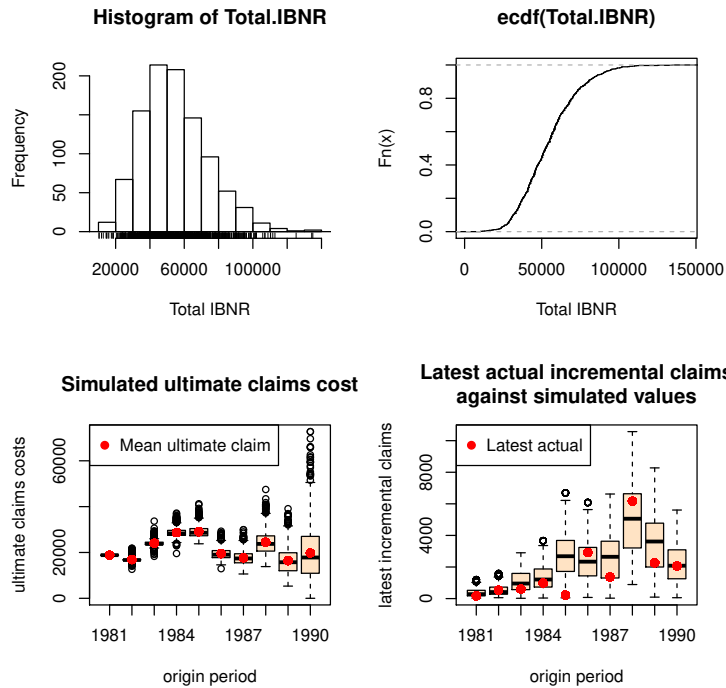 Histogram of Total.IBNR
Frequency
0 50 100 200
20000 60000 100000
Total IBNR
ecdf(Total.IBNR)
Fn(x)
0.0 0.4 0.8
0 50000 100000 150000
Total IBNR
Simulated ultimate claims cost
Mean ultimate claim
ultimate claims costs
0 20000 60000
1981 1984 1987 1990
origin period
Latest actual incremental claims
against simulated values
Latest actual
latest incremental claims
0 4000 8000
1981 1984 1987 1990
origin period